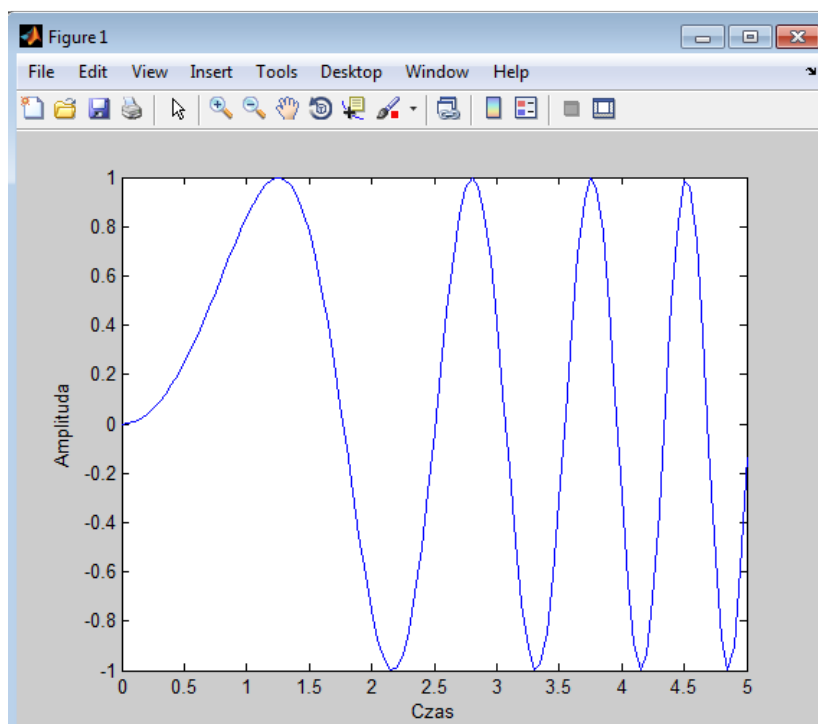 Figure 1
File Edit View Insert Tools Desktop Window Help
1
0.8
0.6
0.4
0.2
0
-0.2
-0.4
-0.6
-0.8
-1
Amplituda
0 0.5 1 1.5 2 2.5 3 3.5 4 4.5 5
Czas